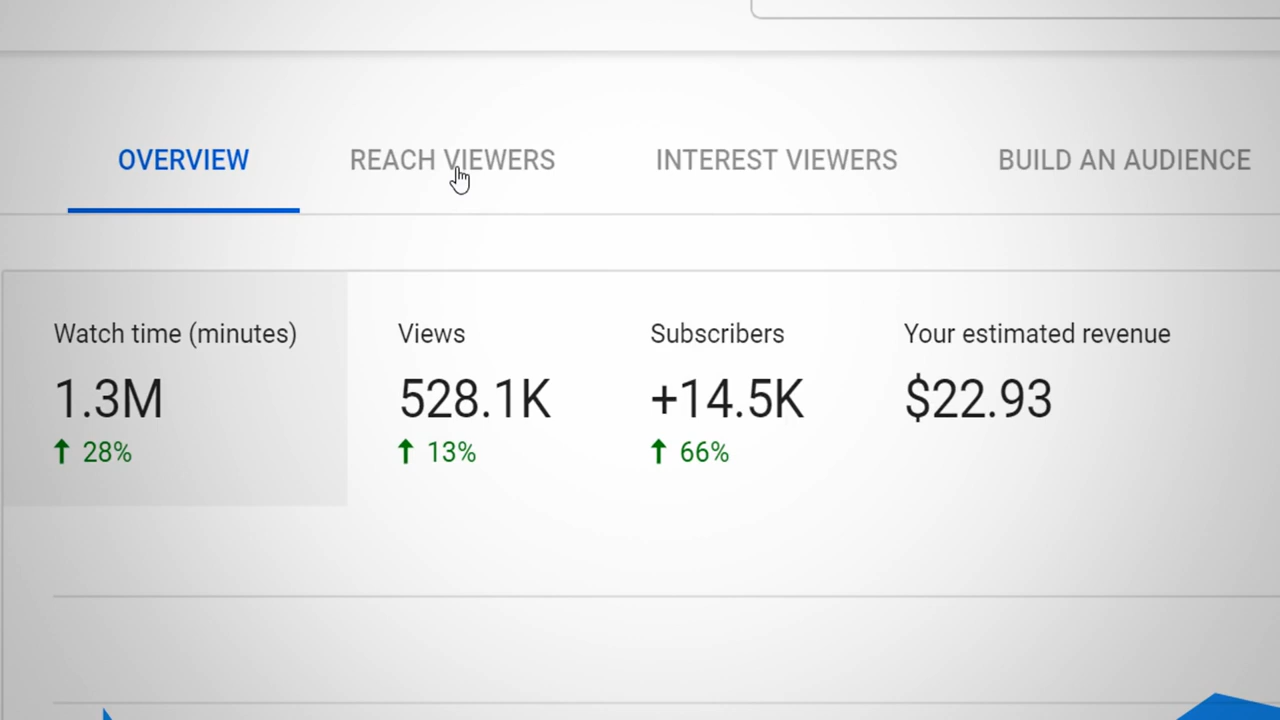 OVERVIEW REACH VIEWERS INTEREST VIEWERS BUILD AN AUDIENCE
Watch time (minutes) Views Subscribers Your estimated revenue
1.3M 528.1K +14.5K $22.93
↑ 28% ↑ 13% ↑ 66%